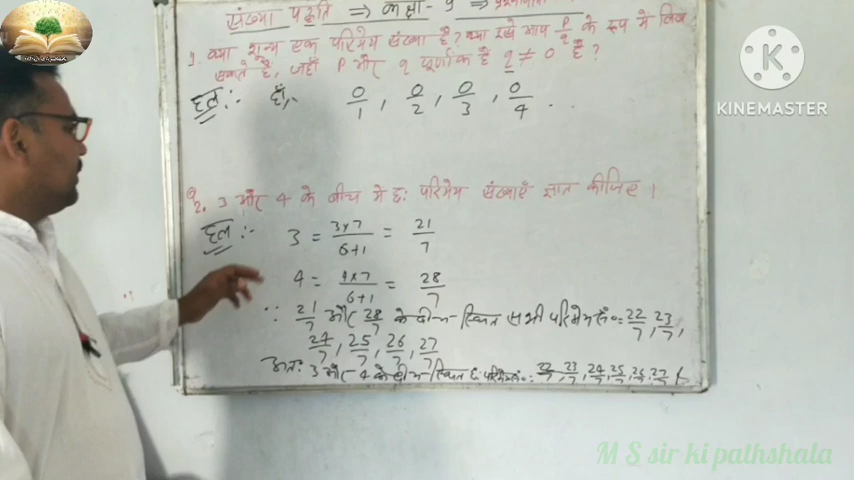 संख्या पद्धति ⇒ कक्षा - 9 ⇒
1. क्या शून्य एक परिमेय संख्या है? क्या इसे आप p/q के रूप में लिख
सकते है, जहाँ P और q पूर्णांक है q ≠ 0 है?
हल:- हाँ, 0/1, 0/2, 0/3, 0/4 ...
Q2. 3 और 4 के बीच में छ: परिमेय संख्याएँ ज्ञात कीजिए।
हल:- 3 = 3×7/6+1 = 21/7
4 = 4×7/6+1 = 28/7
∵ 21/7 और 28/7 के बीच स्थित सभी परिमेय सं०= 22/7, 23/7,
24/7, 25/7, 26/7, 27/7
अतः 3 और 4 के बीच स्थित छ: परिमेय सं०: 22/7, 23/7, 24/7, 25/7, 26/7, 27/7
KINEMASTER
M S sir ki pathshala